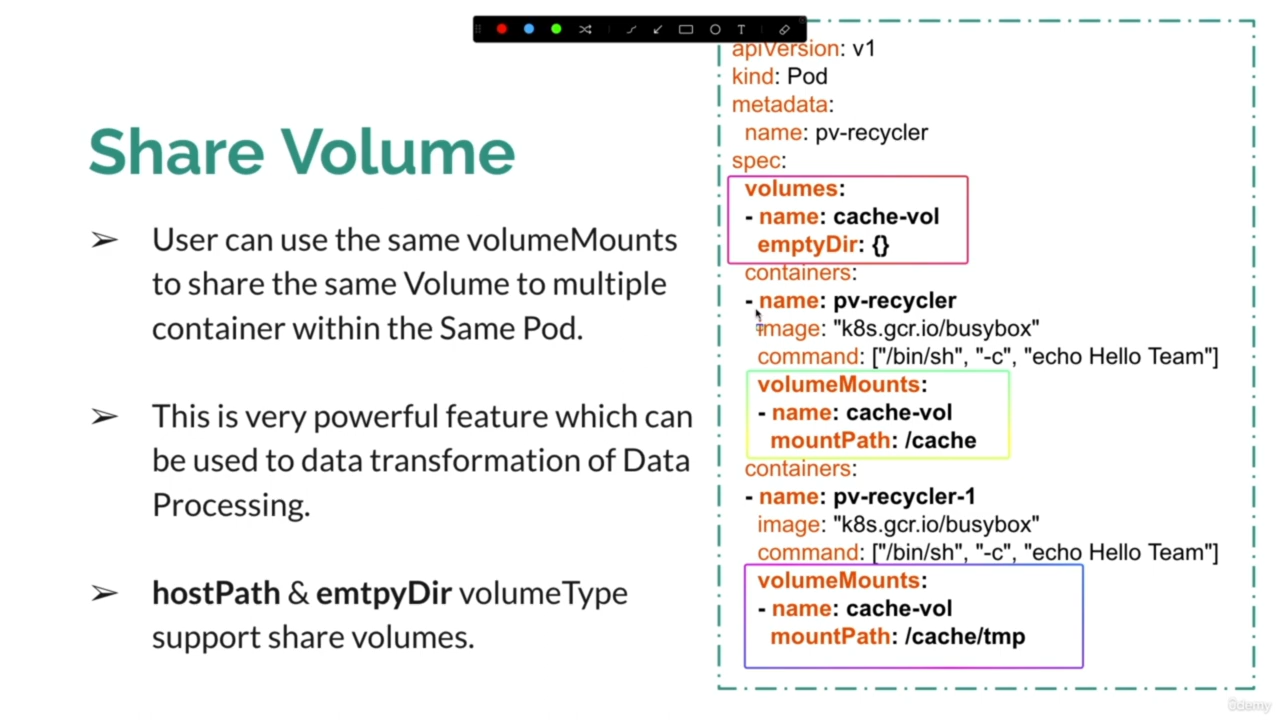 Share Volume
➢ User can use the same volumeMounts
to share the same Volume to multiple
container within the Same Pod.
➢ This is very powerful feature which can
be used to data transformation of Data
Processing.
➢ hostPath & emtpyDir volumeType
support share volumes.
T
apiVersion: v1
kind: Pod
metadata:
name: pv-recycler
spec:
volumes:
- name: cache-vol
emptyDir: {}
containers:
- name: pv-recycler
image: "k8s.gcr.io/busybox"
command: ["/bin/sh", "-c", "echo Hello Team"]
volumeMounts:
- name: cache-vol
mountPath: /cache
containers:
- name: pv-recycler-1
image: "k8s.gcr.io/busybox"
command: ["/bin/sh", "-c", "echo Hello Team"]
volumeMounts:
- name: cache-vol
mountPath: /cache/tmp
ûdemy